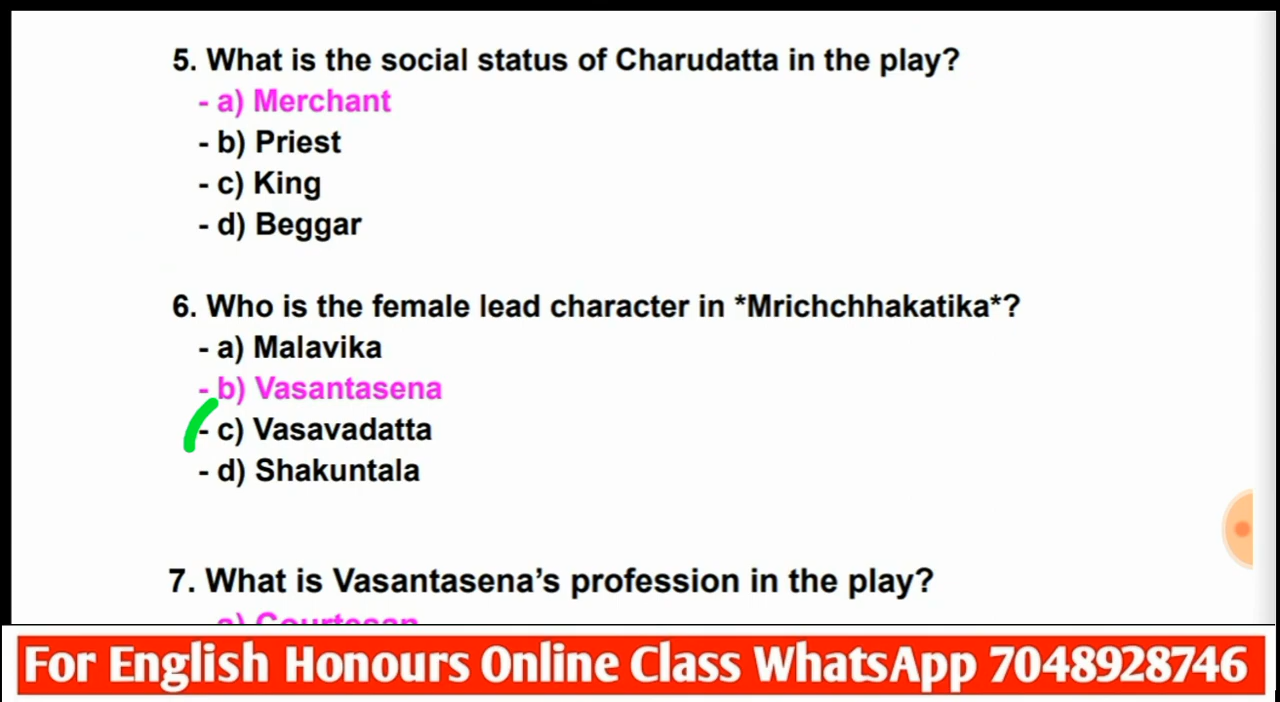 5. What is the social status of Charudatta in the play?
- a) Merchant
- b) Priest
- c) King
- d) Beggar
6. Who is the female lead character in *Mrichchhakatika*?
- a) Malavika
- b) Vasantasena
- c) Vasavadatta
- d) Shakuntala
7. What is Vasantasena’s profession in the play?
a) Courtesan
For English Honours Online Class WhatsApp 7048928746